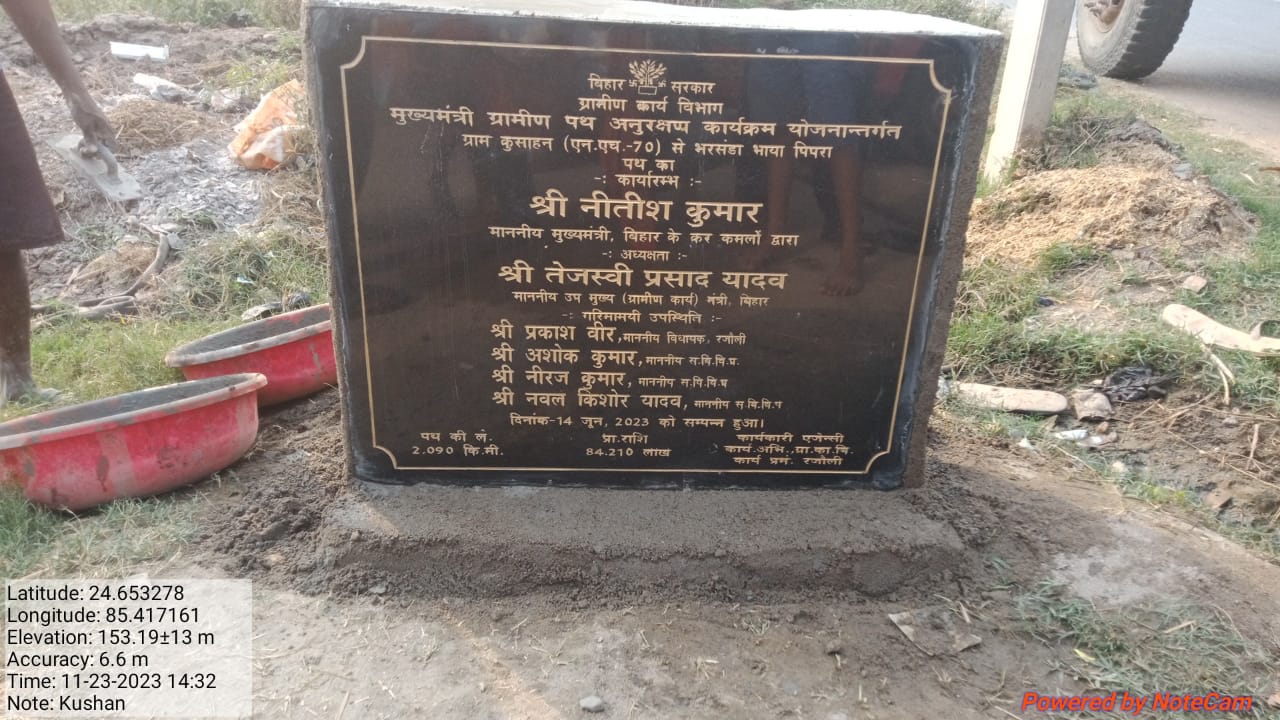 बिहार सरकार
ग्रामीण कार्य विभाग
मुख्यमंत्री ग्रामीण पथ अनुरक्षण कार्यक्रम योजनान्तर्गत
ग्राम कुसाहन (एन.एच.-70) से भरसंडा भाया पिपरा
पथ का
-: कार्यारम्भ :-
श्री नीतीश कुमार
माननीय मुख्यमंत्री, बिहार के कर कमलों द्वारा
-: अध्यक्षता :-
श्री तेजस्वी प्रसाद यादव
माननीय उप मुख्य (ग्रामीण कार्य) मंत्री, बिहार
-: गरिमामयी उपस्थिति :-
श्री प्रकाश वीर, माननीय विधायक, रजौली
श्री अशोक कुमार, माननीय स.वि.वि.प्र.
श्री नीरज कुमार, माननीय स.वि.वि.प्र
श्री नवल किशोर यादव, माननीय स.वि.वि.प
दिनांक-14 जून, 2023 को सम्पन्न हुआ।
पथ की ल. प्रा.राशि कार्यकारी एजेन्सी
2.090 कि.मी. 84.210 लाख कार्य.अभि.,ग्रा.का.वि.
कार्य प्रमं. रजौली
Latitude: 24.653278
Longitude: 85.417161
Elevation: 153.19±13 m
Accuracy: 6.6 m
Time: 11-23-2023 14:32
Note: Kushan
Powered by NoteCam